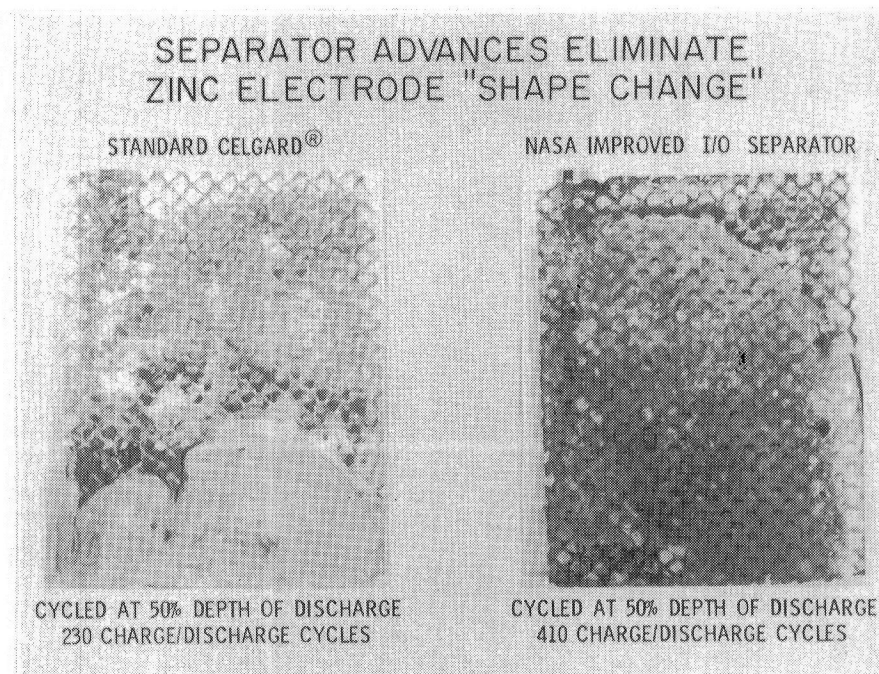 SEPARATOR ADVANCES ELIMINATE
ZINC ELECTRODE "SHAPE CHANGE"
STANDARD CELGARD®
NASA IMPROVED I/O SEPARATOR
CYCLED AT 50% DEPTH OF DISCHARGE
230 CHARGE/DISCHARGE CYCLES
CYCLED AT 50% DEPTH OF DISCHARGE
410 CHARGE/DISCHARGE CYCLES